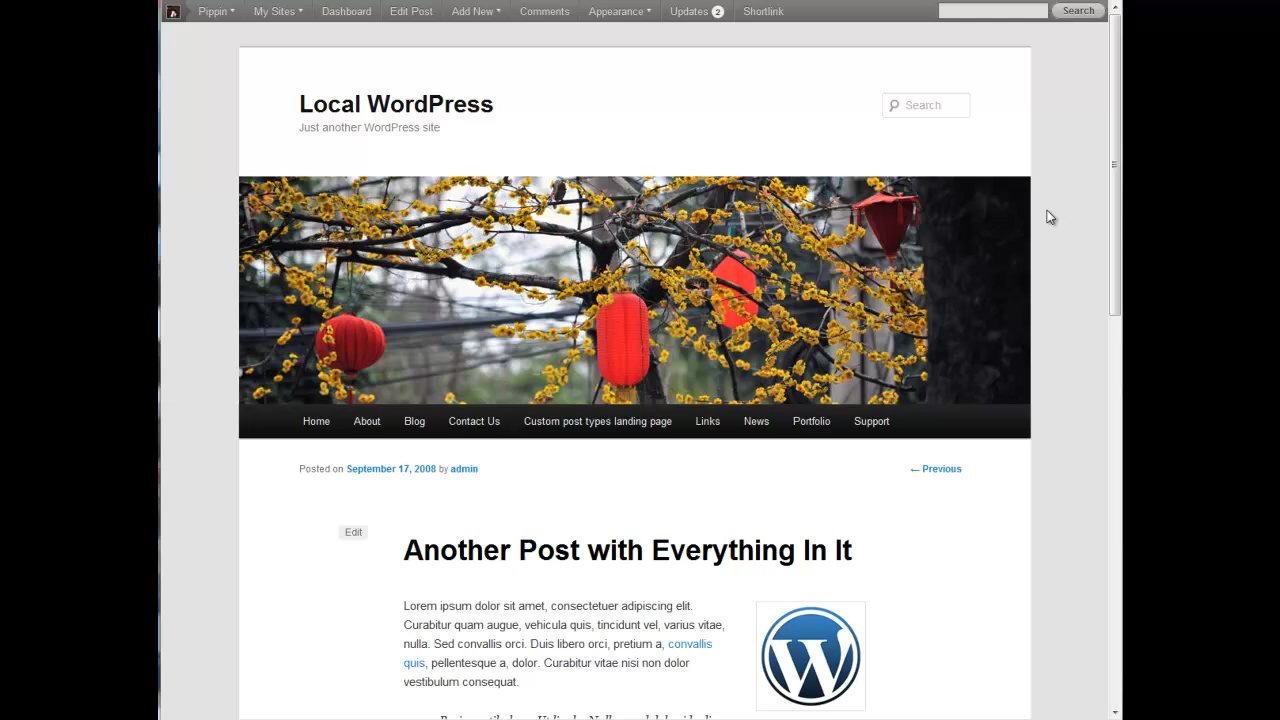 Pippin My Sites Dashboard Edit Post Add New Comments Appearance Updates 2 Shortlink Search
Local WordPress
Just another WordPress site
Search
Home About Blog Contact Us Custom post types landing page Links News Portfolio Support
Posted on September 17, 2008 by admin
← Previous
Edit
Another Post with Everything In It
Lorem ipsum dolor sit amet, consectetuer adipiscing elit.
Curabitur quam augue, vehicula quis, tincidunt vel, varius vitae,
nulla. Sed convallis orci. Duis libero orci, pretium a, convallis
quis, pellentesque a, dolor. Curabitur vitae nisi non dolor
vestibulum consequat.